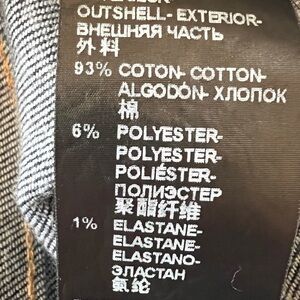 OUTSHELL- EXTERIOR-
ВНЕШНЯЯ ЧАСТЬ
外料
93% COTON- COTTON-
ALGODÓN- ХЛОПОК
棉
6% POLYESTER-
POLYESTER-
POLIÉSTER-
ПОЛИЭСТЕР
聚酯纤维
1% ELASTANE-
ELASTANE-
ELASTANO-
ЭЛАСТАН
氨纶